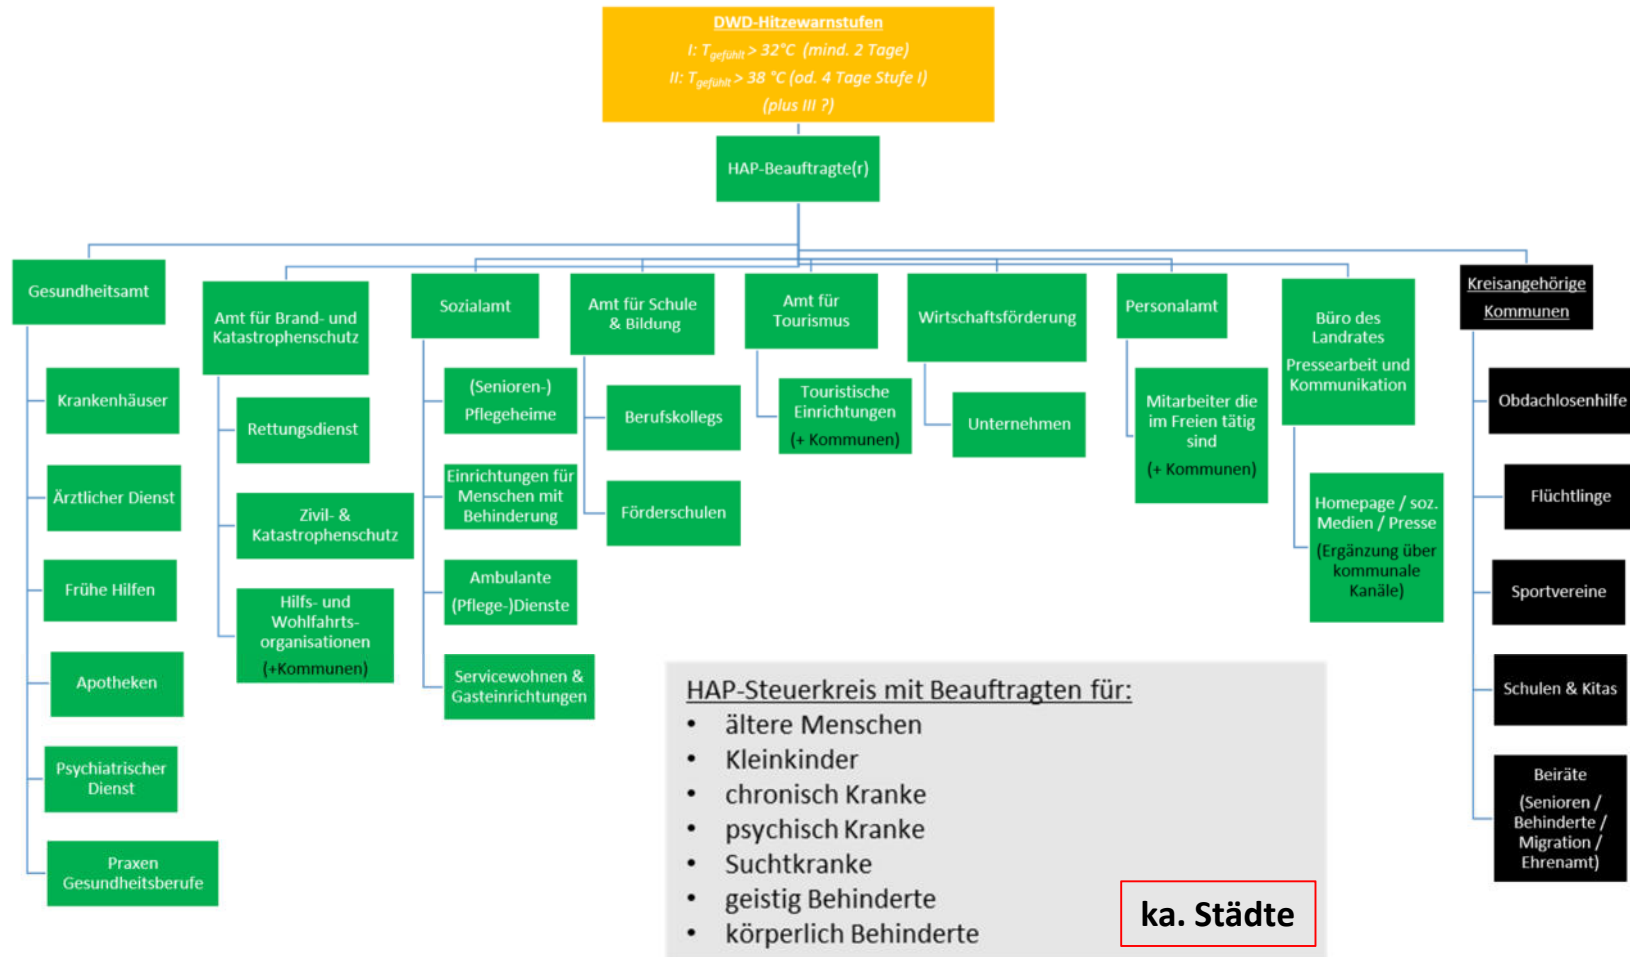 DWD-Hitzewarnstufen
I: Tgefühlt > 32°C (mind. 2 Tage)
II: Tgefühlt > 38 °C (od. 4 Tage Stufe I)
(plus III ?)
HAP-Beauftragte(r)
Gesundheitsamt
Krankenhäuser
Ärztlicher Dienst
Frühe Hilfen
Apotheken
Psychiatrischer
Dienst
Praxen
Gesundheitsberufe
Amt für Brand- und
Katastrophenschutz
Rettungsdienst
Zivil- &
Katastrophenschutz
Hilfs- und
Wohlfahrts-
organisationen
(+Kommunen)
Sozialamt
(Senioren-)
Pflegeheime
Einrichtungen für
Menschen mit
Behinderung
Ambulante
(Pflege-)Dienste
Servicewohnen &
Gasteinrichtungen
Amt für Schule
& Bildung
Berufskollegs
Förderschulen
Amt für
Tourismus
Touristische
Einrichtungen
(+ Kommunen)
Wirtschaftsförderung
Unternehmen
Personalamt
Mitarbeiter die
im Freien tätig
sind
(+ Kommunen)
Büro des
Landrates
Pressearbeit und
Kommunikation
Homepage / soz.
Medien / Presse
(Ergänzung über
kommunale
Kanäle)
Kreisangehörige
Kommunen
Obdachlosenhilfe
Flüchtlinge
Sportvereine
Schulen & Kitas
Beiräte
(Senioren /
Behinderte /
Migration /
Ehrenamt)
HAP-Steuerkreis mit Beauftragten für:
• ältere Menschen
• Kleinkinder
• chronisch Kranke
• psychisch Kranke
• Suchtkranke
• geistig Behinderte
• körperlich Behinderte
ka. Städte